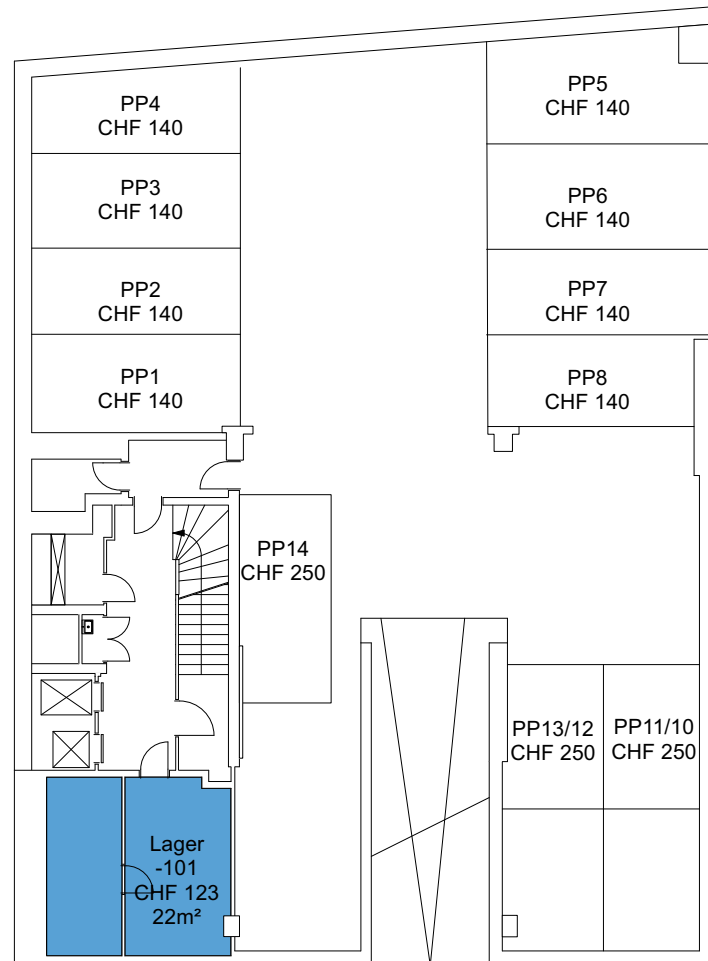 PP4
CHF 140
PP5
CHF 140
PP3
CHF 140
PP6
CHF 140
PP2
CHF 140
PP7
CHF 140
PP1
CHF 140
PP8
CHF 140
PP14
CHF 250
PP13/12
CHF 250
PP11/10
CHF 250
Lager
-101
CHF 123
22m²